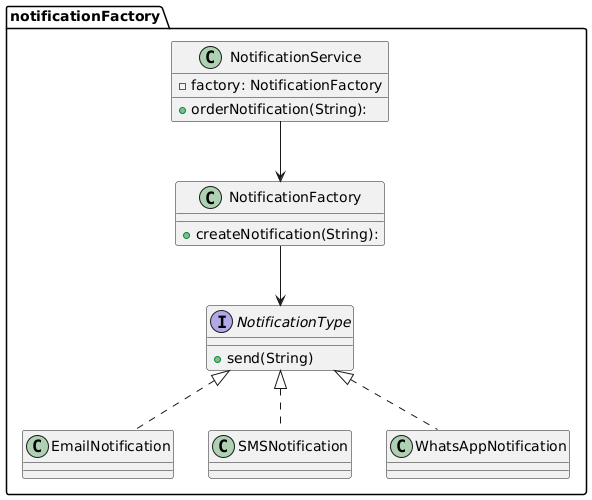 notificationFactory
C NotificationService
factory: NotificationFactory
orderNotification(String):
C NotificationFactory
createNotification(String):
I NotificationType
send(String)
C EmailNotification
C SMSNotification
C WhatsAppNotification